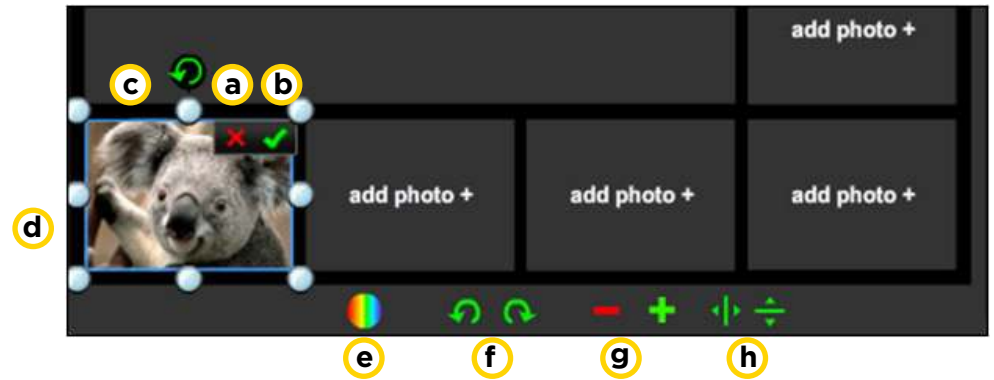 add photo +
c a b
add photo + add photo + add photo +
d
e f g h